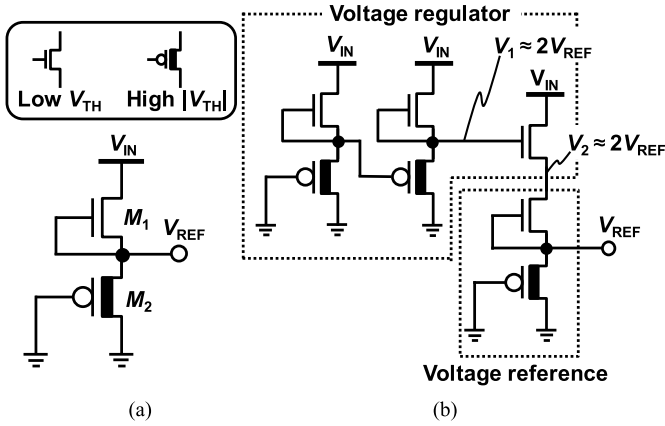 Voltage regulator
Low VTH
High |VTH|
VIN
VIN
V1 ≈ 2VREF
VIN
V2 ≈ 2VREF
VIN
M1
VREF
M2
VREF
Voltage reference
(a)
(b)